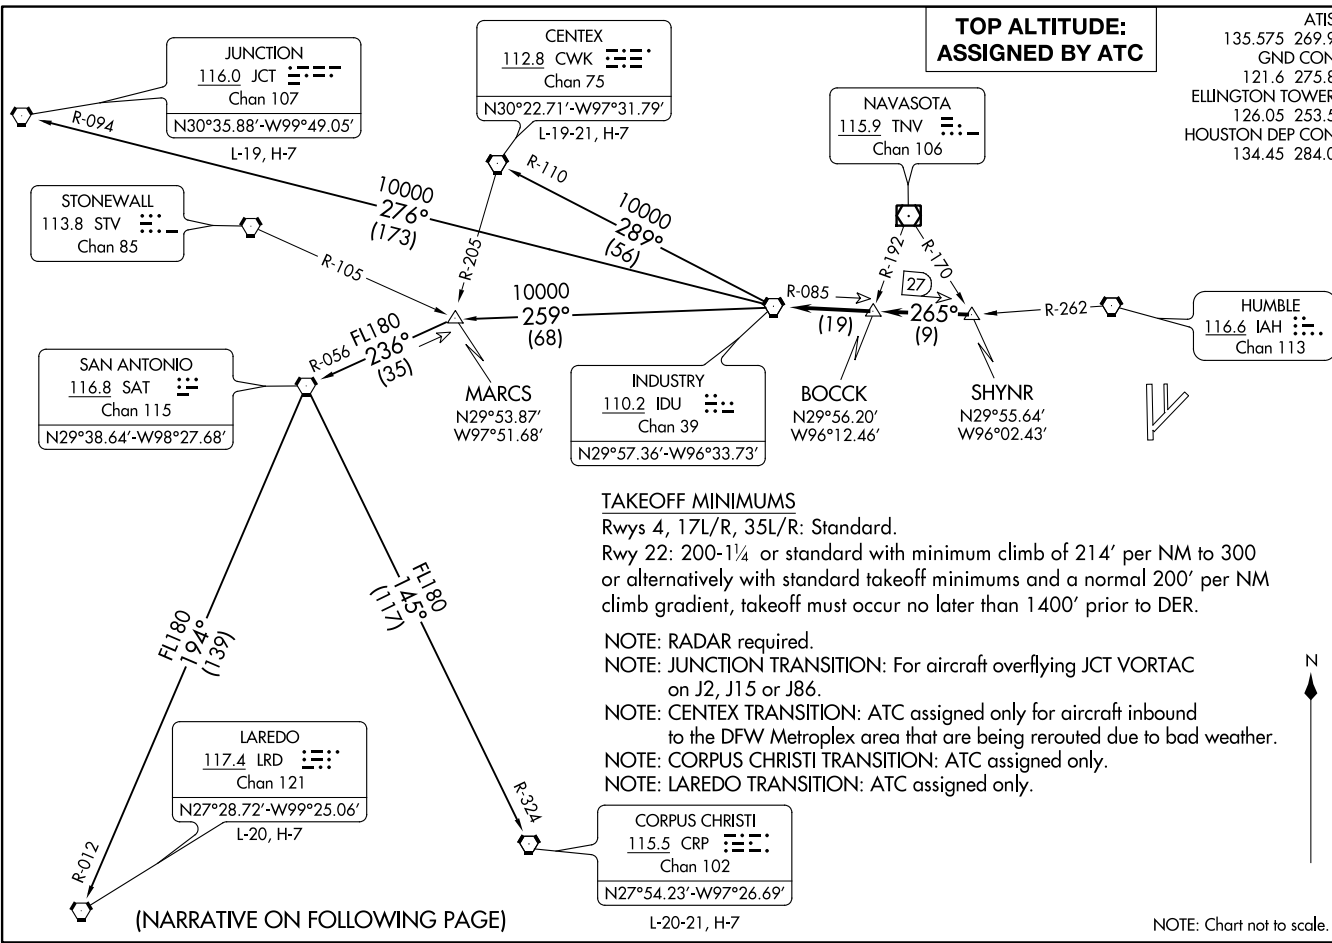 TOP ALTITUDE:
ASSIGNED BY ATC
ATIS
135.575 269.9
GND CON
121.6 275.8
ELLINGTON TOWER
126.05 253.5
HOUSTON DEP CON
134.45 284.0
JUNCTION
116.0 JCT
Chan 107
N30°35.88'-W99°49.05'
L-19, H-7
CENTEX
112.8 CWK
Chan 75
N30°22.71'-W97°31.79'
L-19-21, H-7
NAVASOTA
115.9 TNV
Chan 106
STONEWALL
113.8 STV
Chan 85
R-094
R-110
10000
276°
(173)
10000
289°
(56)
R-205
R-105
R-192
R-170
27
R-085
(19)
265°
(9)
R-262
HUMBLE
116.6 IAH
Chan 113
10000
259°
(68)
FL180
236°
(35)
R-056
SAN ANTONIO
116.8 SAT
Chan 115
N29°38.64'-W98°27.68'
MARCS
N29°53.87'
W97°51.68'
INDUSTRY
110.2 IDU
Chan 39
N29°57.36'-W96°33.73'
BOCCK
N29°56.20'
W96°12.46'
SHYNR
N29°55.64'
W96°02.43'
TAKEOFF MINIMUMS
Rwys 4, 17L/R, 35L/R: Standard.
Rwy 22: 200-1¼ or standard with minimum climb of 214' per NM to 300
or alternatively with standard takeoff minimums and a normal 200' per NM
climb gradient, takeoff must occur no later than 1400' prior to DER.
NOTE: RADAR required.
NOTE: JUNCTION TRANSITION: For aircraft overflying JCT VORTAC
on J2, J15 or J86.
NOTE: CENTEX TRANSITION: ATC assigned only for aircraft inbound
to the DFW Metroplex area that are being rerouted due to bad weather.
NOTE: CORPUS CHRISTI TRANSITION: ATC assigned only.
NOTE: LAREDO TRANSITION: ATC assigned only.
N
FL180
194°
(139)
FL180
145°
(117)
LAREDO
117.4 LRD
Chan 121
N27°28.72'-W99°25.06'
L-20, H-7
R-012
R-324
CORPUS CHRISTI
115.5 CRP
Chan 102
N27°54.23'-W97°26.69'
L-20-21, H-7
(NARRATIVE ON FOLLOWING PAGE)
NOTE: Chart not to scale.